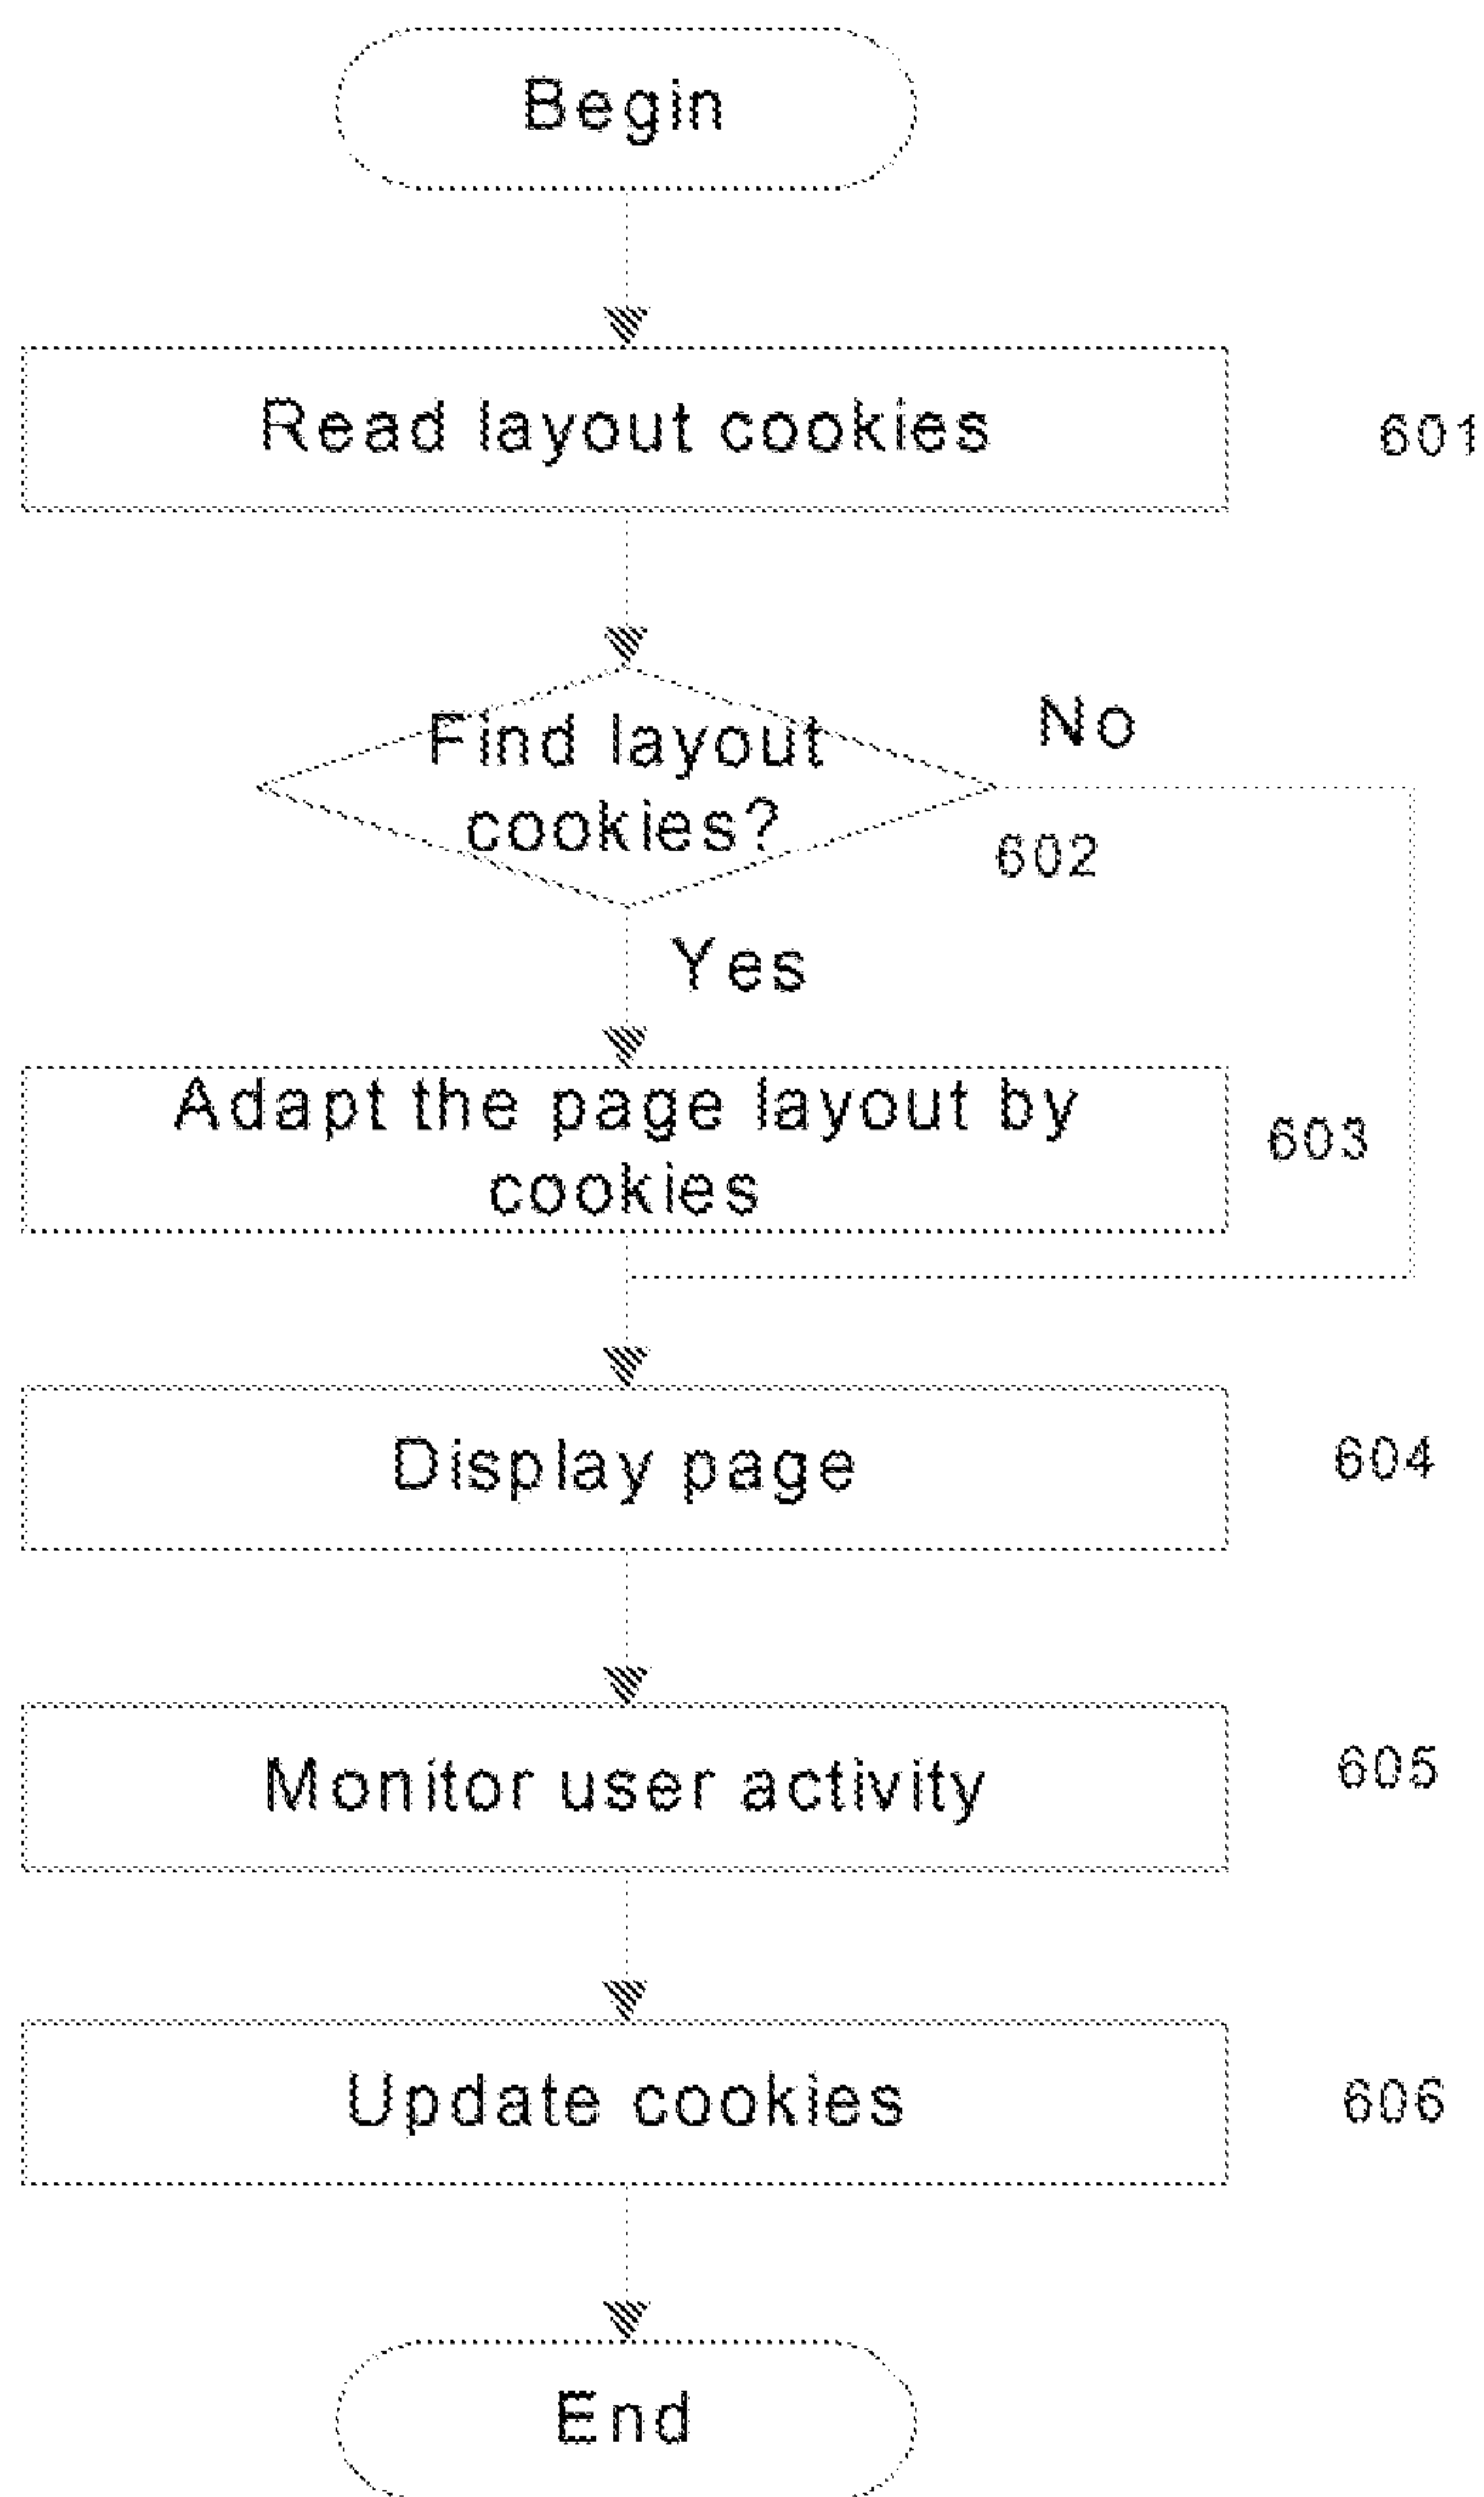 Begin
Read layout cookies
601
Find layout
cookies?
No
602
Yes
Adapt the page layout by
cookies
603
Display page
604
Monitor user activity
605
Update cookies
606
End